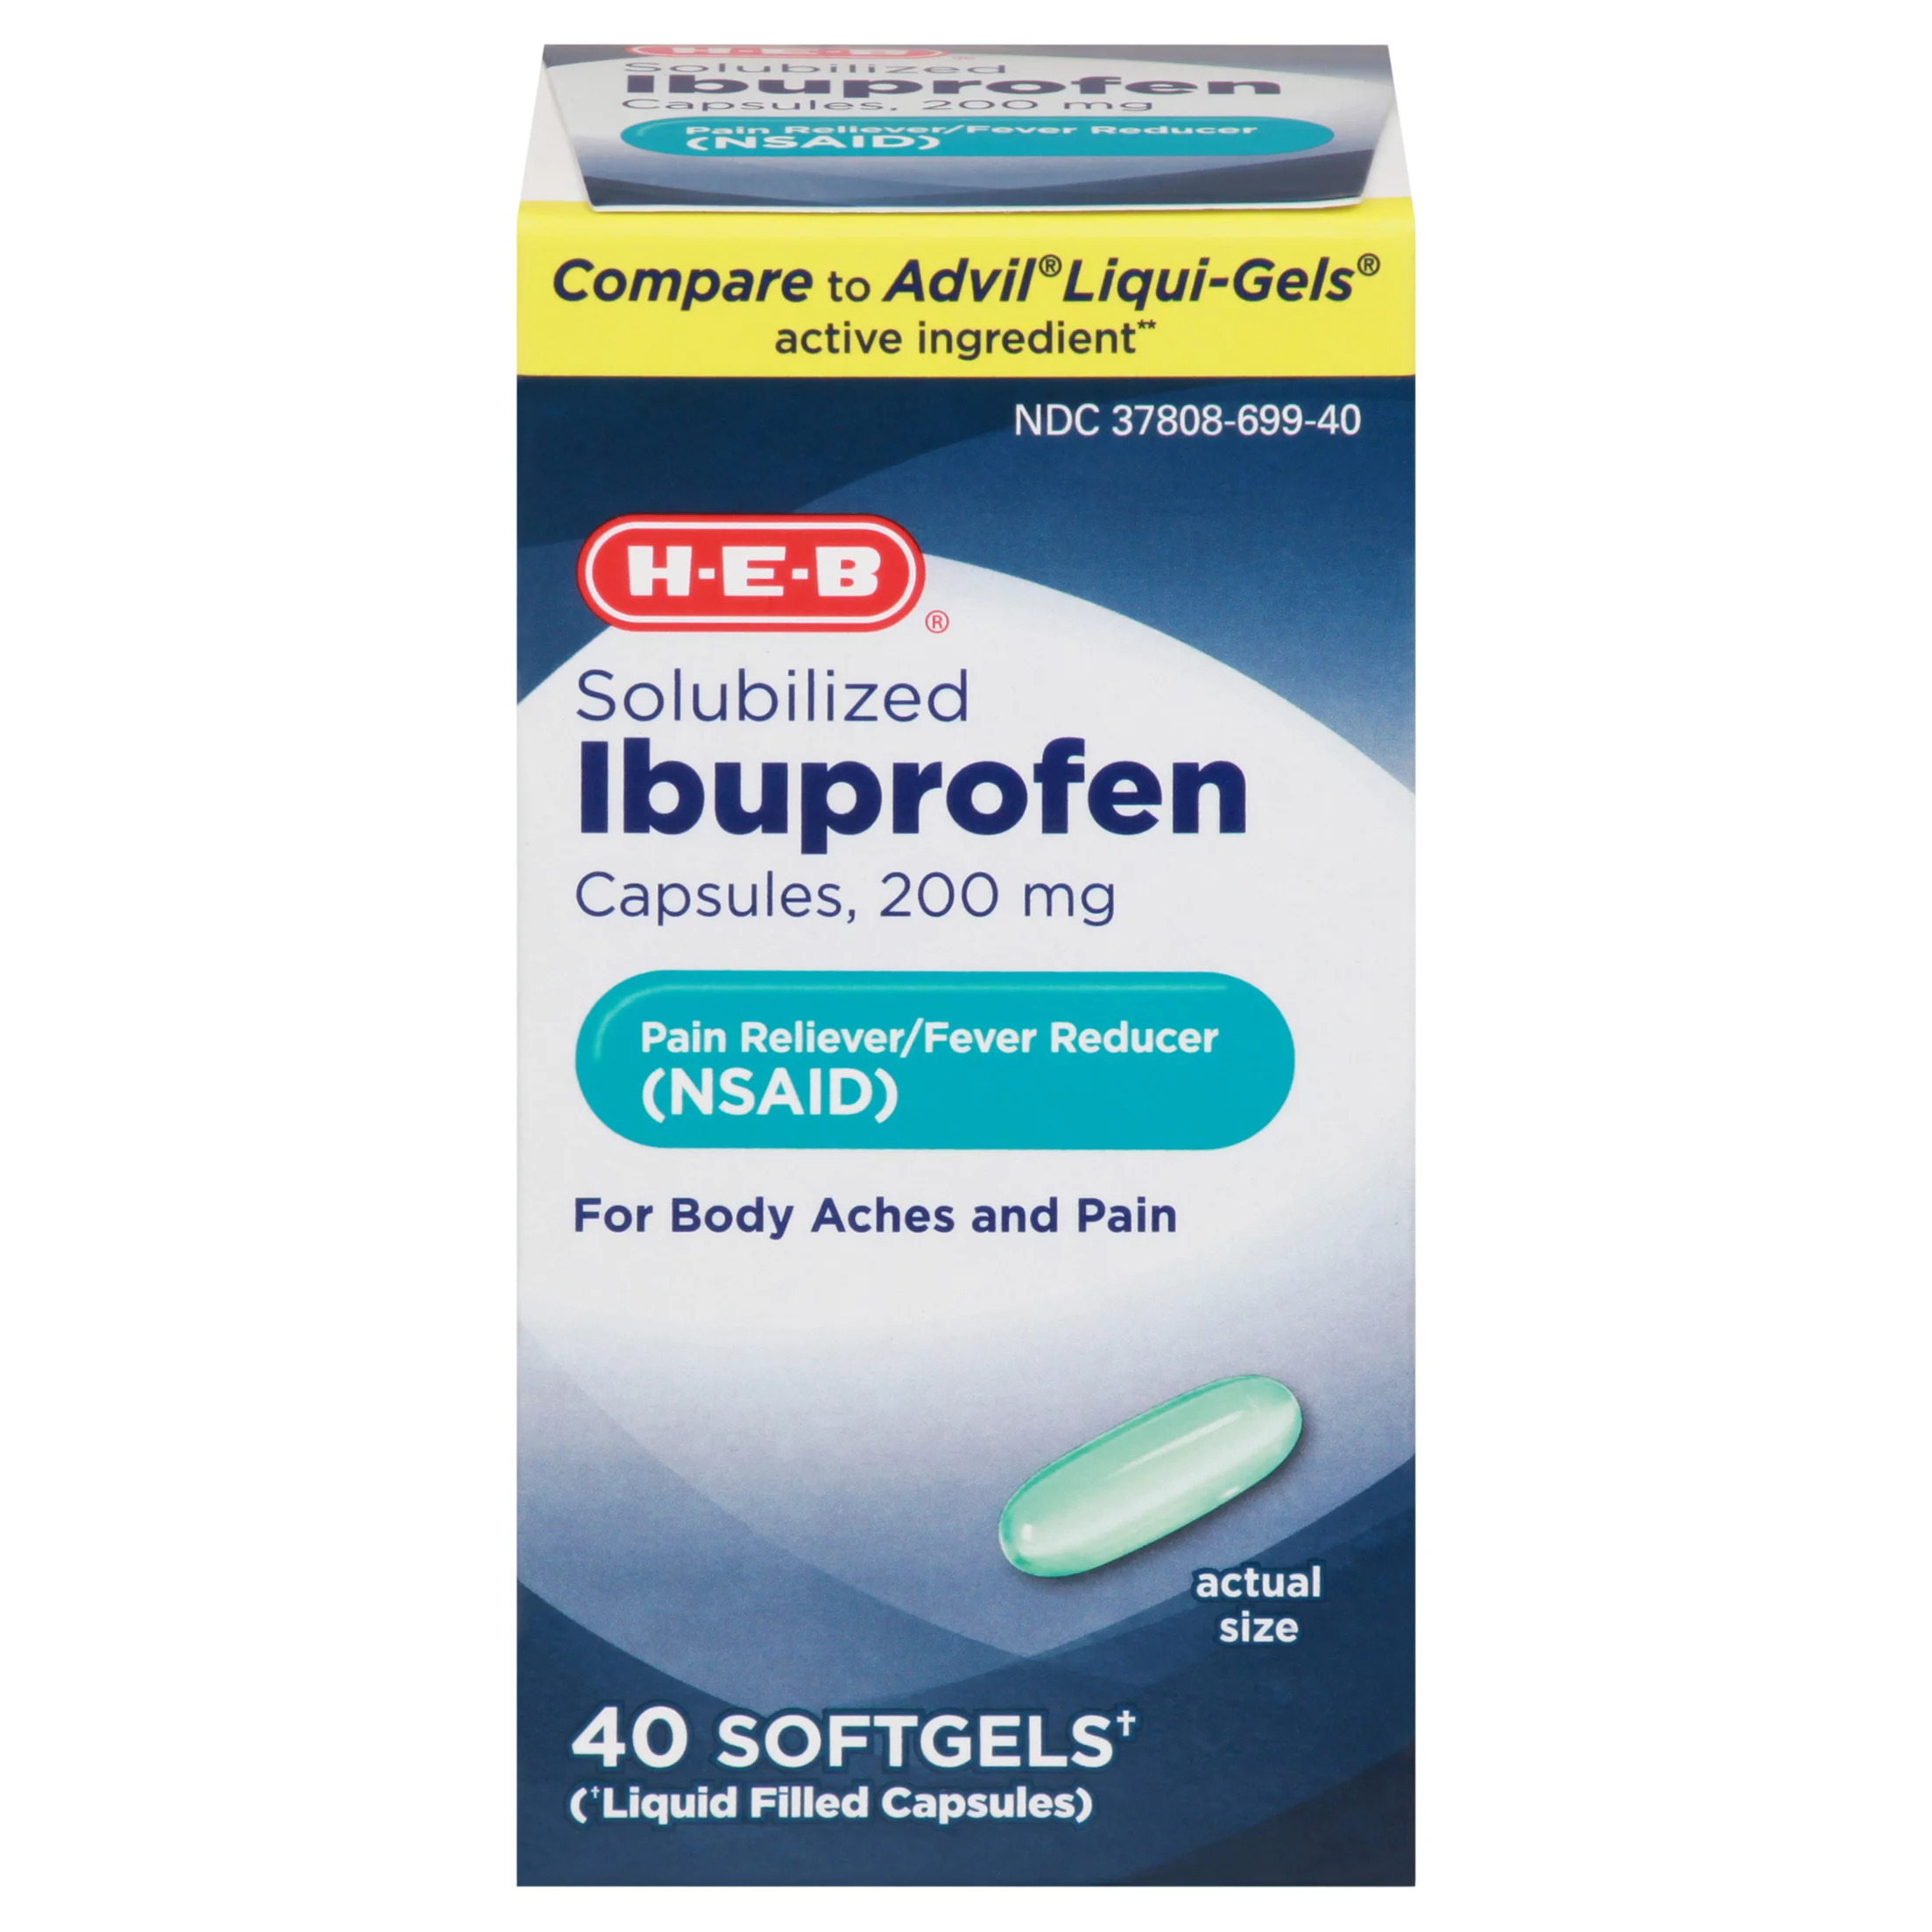 H-E-B®
Solubilized
Ibuprofen
Capsules, 200 mg
Pain Reliever/Fever Reducer
(NSAID)
Compare to Advil® Liqui-Gels®
active ingredient**
NDC 37808-699-40
H-E-B®
Solubilized
Ibuprofen
Capsules, 200 mg
Pain Reliever/Fever Reducer
(NSAID)
For Body Aches and Pain
actual
size
40 SOFTGELS†
(†Liquid Filled Capsules)